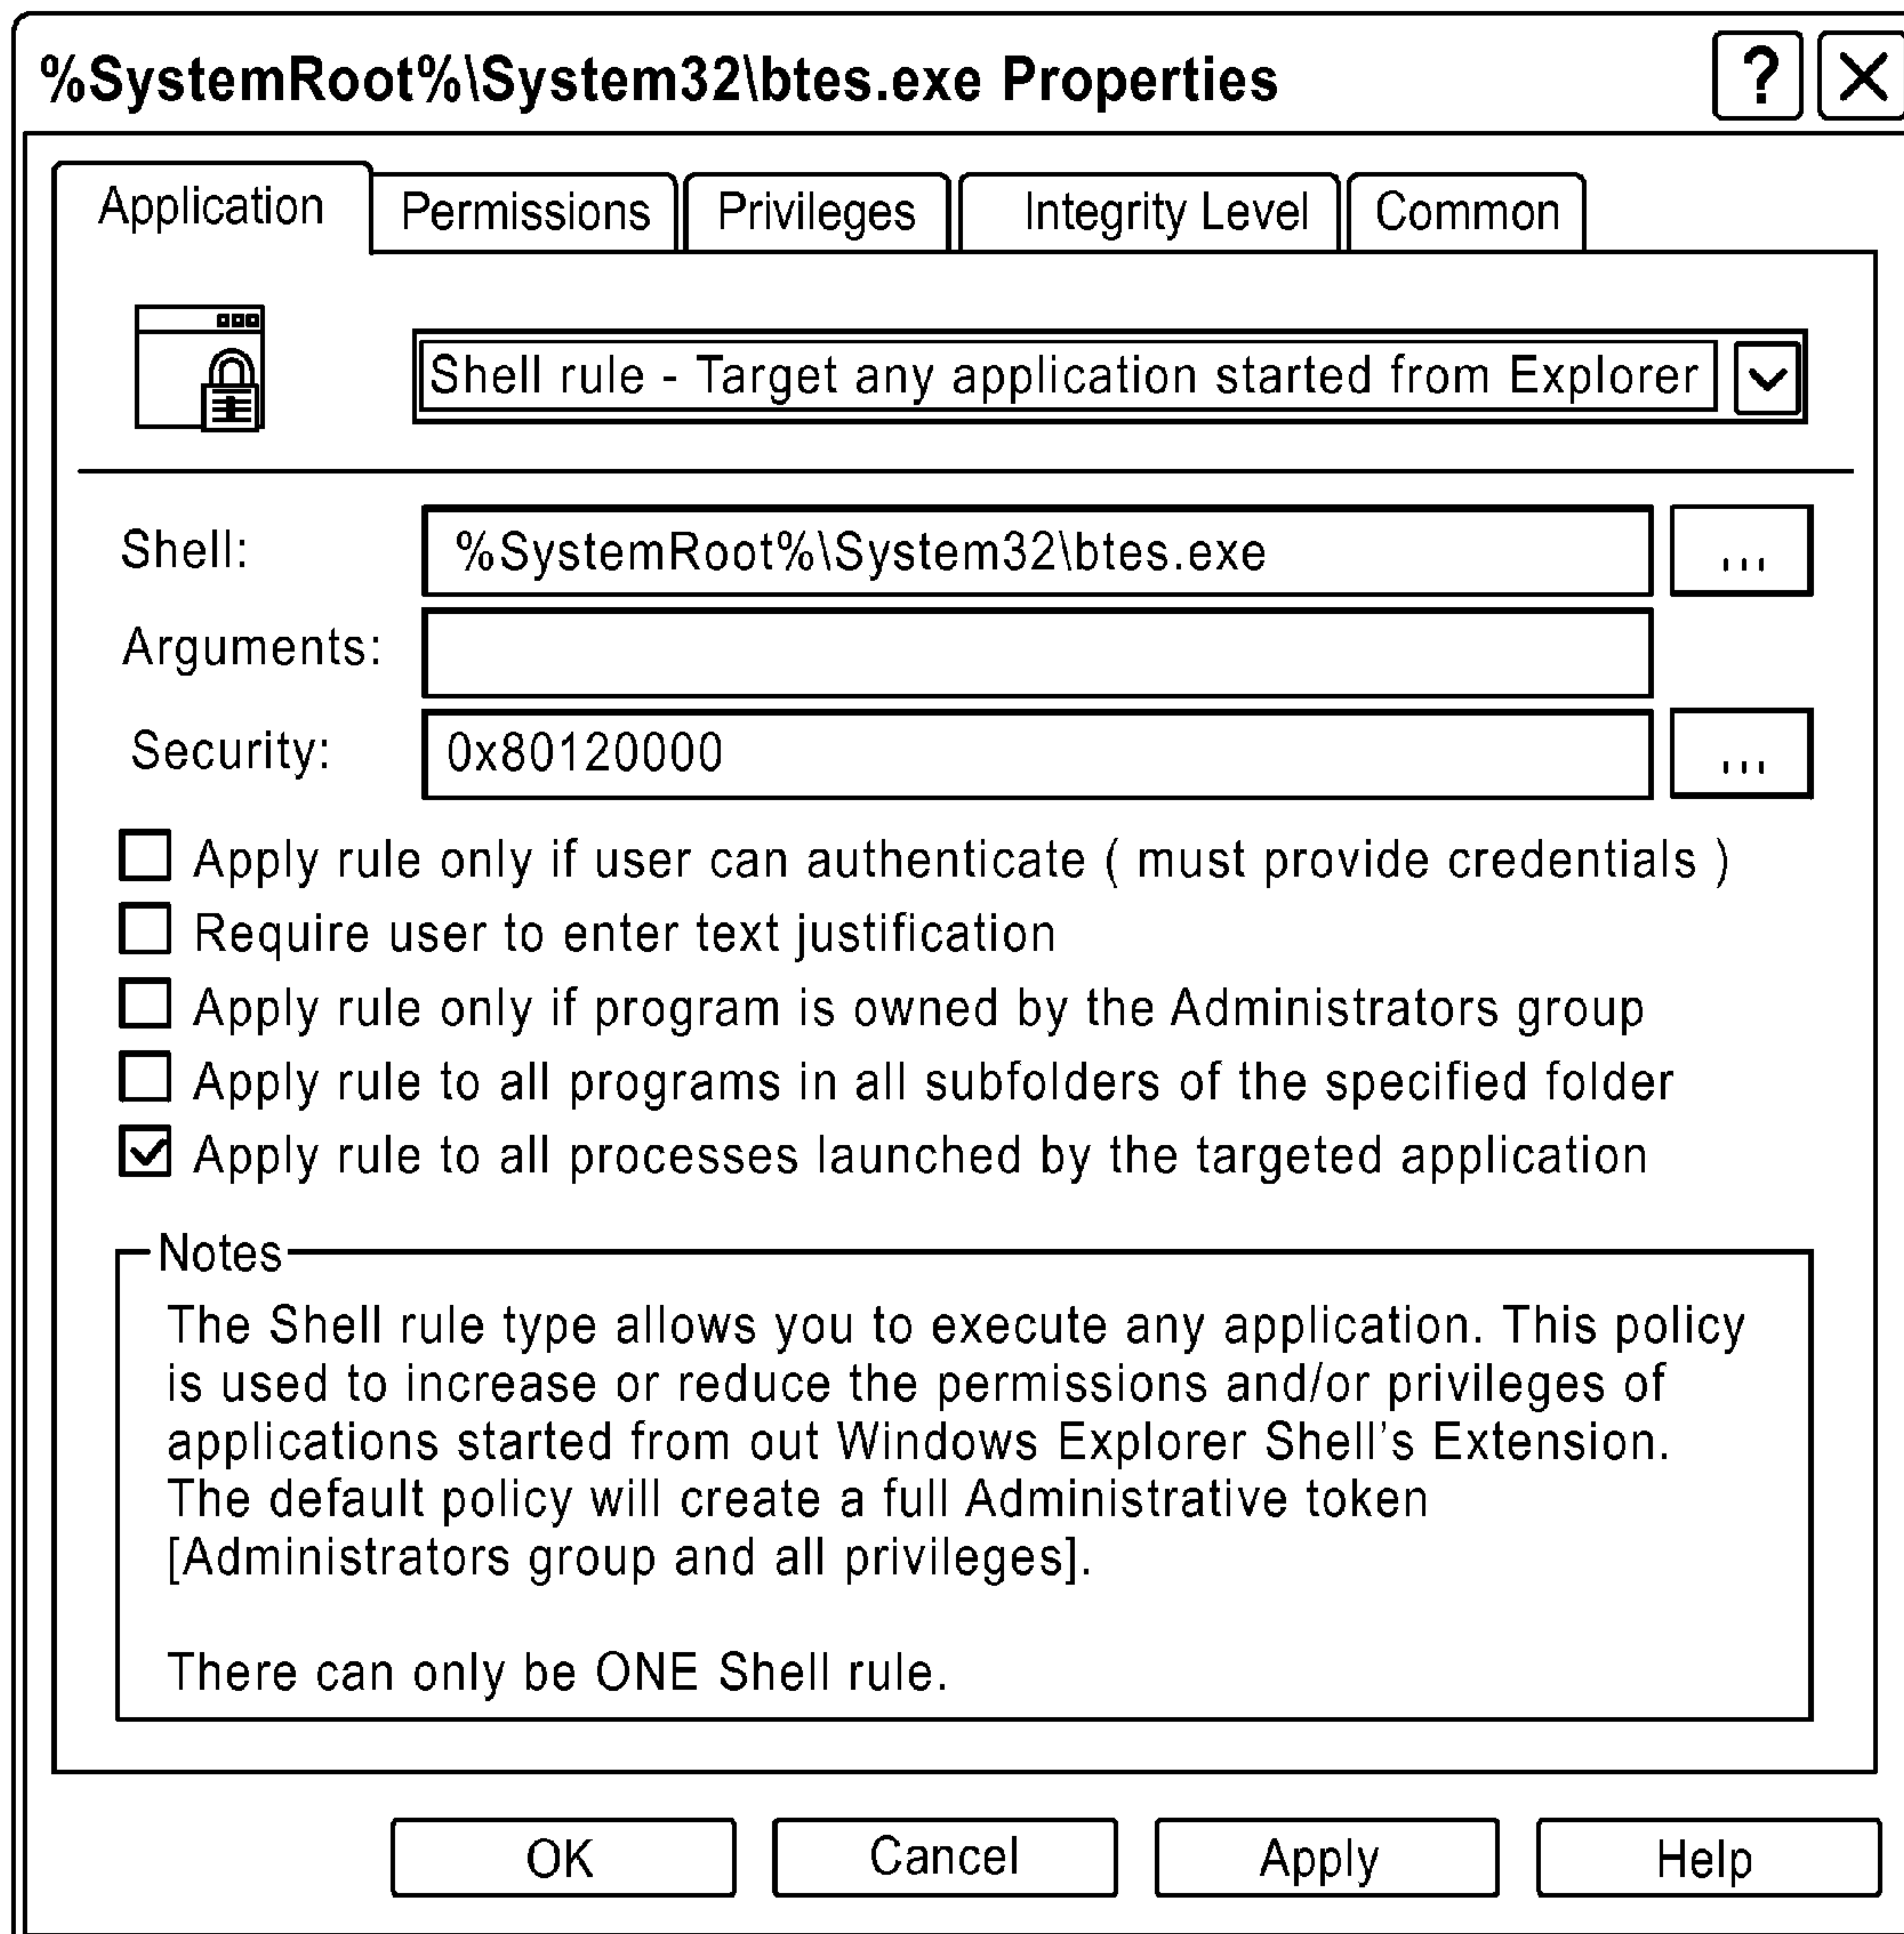 %SystemRoot%\System32\btes.exe Properties
?
Application
Permissions
Privileges
Integrity Level
Common
Shell rule - Target any application started from Explorer
Shell:
%SystemRoot%\System32\btes.exe
...
Arguments:
Security:
0x80120000
...
Apply rule only if user can authenticate ( must provide credentials )
Require user to enter text justification
Apply rule only if program is owned by the Administrators group
Apply rule to all programs in all subfolders of the specified folder
Apply rule to all processes launched by the targeted application
Notes
The Shell rule type allows you to execute any application. This policy
is used to increase or reduce the permissions and/or privileges of
applications started from out Windows Explorer Shell's Extension.
The default policy will create a full Administrative token
[Administrators group and all privileges].
There can only be ONE Shell rule.
OK
Cancel
Apply
Help